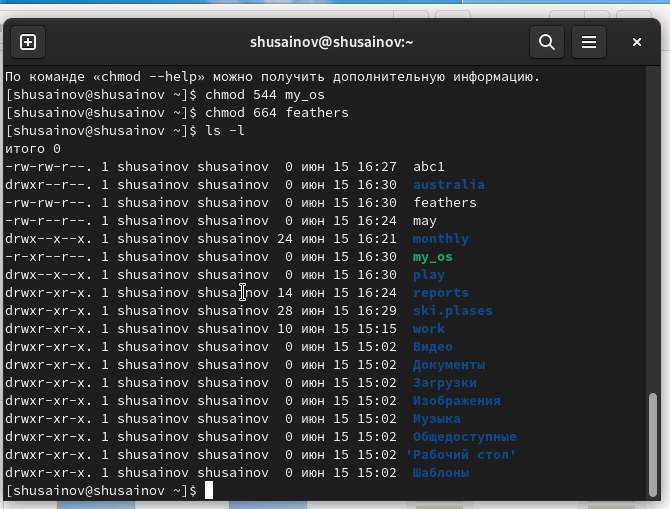 shusainov@shusainov:~
По команде «chmod --help» можно получить дополнительную информацию.
[shusainov@shusainov ~]$ chmod 544 my_os
[shusainov@shusainov ~]$ chmod 664 feathers
[shusainov@shusainov ~]$ ls -l
итого 0
-rw-rw-r--. 1 shusainov shusainov  0 июн 15 16:27  abc1
drwxr--r--. 1 shusainov shusainov  0 июн 15 16:30  australia
-rw-rw-r--. 1 shusainov shusainov  0 июн 15 16:30  feathers
-rw-r--r--. 1 shusainov shusainov  0 июн 15 16:24  may
drwx--x--x. 1 shusainov shusainov 24 июн 15 16:21  monthly
-r-xr--r--. 1 shusainov shusainov  0 июн 15 16:30  my_os
drwx--x--x. 1 shusainov shusainov  0 июн 15 16:30  play
drwxr-xr-x. 1 shusainov shusainov 14 июн 15 16:24  reports
drwxr-xr-x. 1 shusainov shusainov 28 июн 15 16:29  ski.plases
drwxr-xr-x. 1 shusainov shusainov 10 июн 15 15:15  work
drwxr-xr-x. 1 shusainov shusainov  0 июн 15 15:02  Видео
drwxr-xr-x. 1 shusainov shusainov  0 июн 15 15:02  Документы
drwxr-xr-x. 1 shusainov shusainov  0 июн 15 15:02  Загрузки
drwxr-xr-x. 1 shusainov shusainov  0 июн 15 15:02  Изображения
drwxr-xr-x. 1 shusainov shusainov  0 июн 15 15:02  Музыка
drwxr-xr-x. 1 shusainov shusainov  0 июн 15 15:02  Общедоступные
drwxr-xr-x. 1 shusainov shusainov  0 июн 15 15:02 'Рабочий стол'
drwxr-xr-x. 1 shusainov shusainov  0 июн 15 15:02  Шаблоны
[shusainov@shusainov ~]$